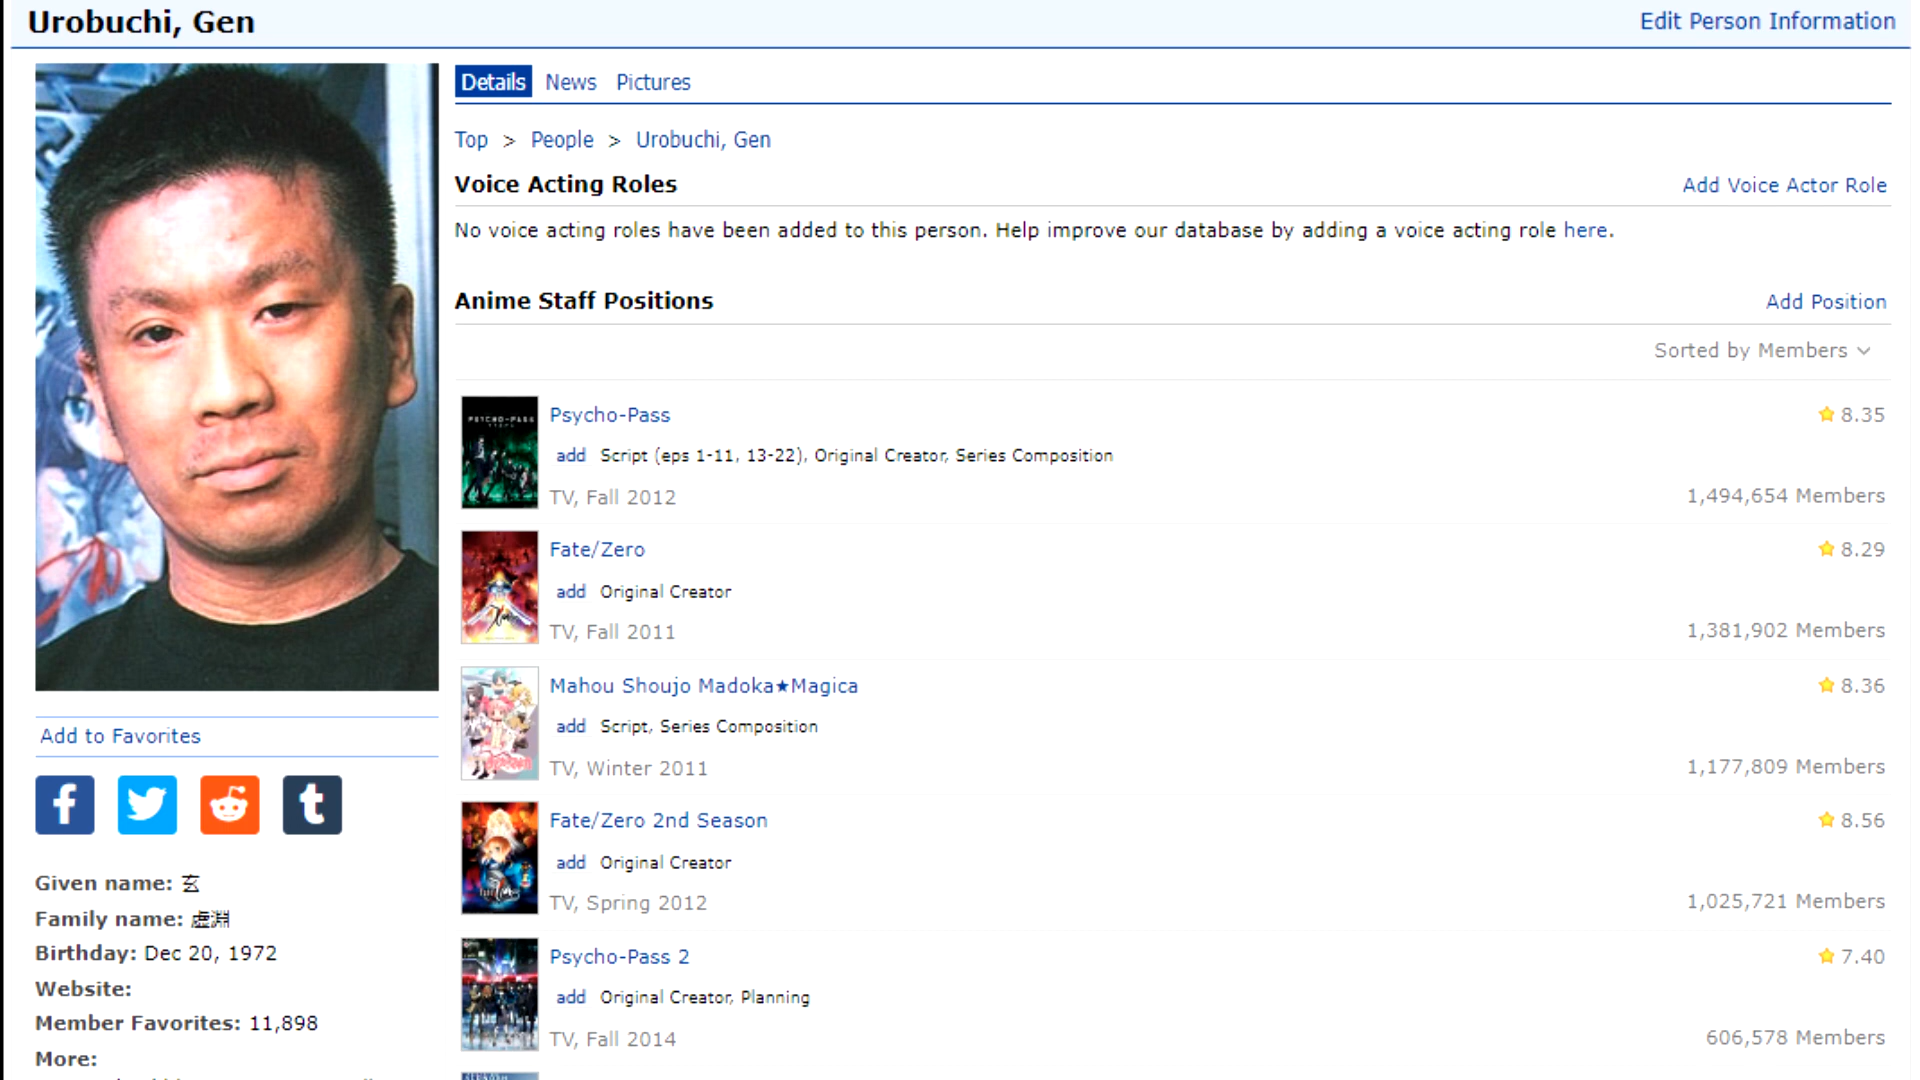 Urobuchi, Gen
Edit Person Information
Details News Pictures
Top > People > Urobuchi, Gen
Voice Acting Roles
Add Voice Actor Role
No voice acting roles have been added to this person. Help improve our database by adding a voice acting role here.
Anime Staff Positions
Add Position
Sorted by Members
PSYCHO-PASS
Psycho-Pass
8.35
add Script (eps 1-11, 13-22), Original Creator, Series Composition
TV, Fall 2012
1,494,654 Members
Fate/Zero
8.29
add Original Creator
TV, Fall 2011
1,381,902 Members
Mahou Shoujo Madoka★Magica
8.36
add Script, Series Composition
TV, Winter 2011
1,177,809 Members
Fate/Zero 2nd Season
8.56
add Original Creator
TV, Spring 2012
1,025,721 Members
Psycho-Pass 2
7.40
add Original Creator, Planning
TV, Fall 2014
606,578 Members
Add to Favorites
Given name: 玄
Family name: 虚淵
Birthday: Dec 20, 1972
Website:
Member Favorites: 11,898
More: